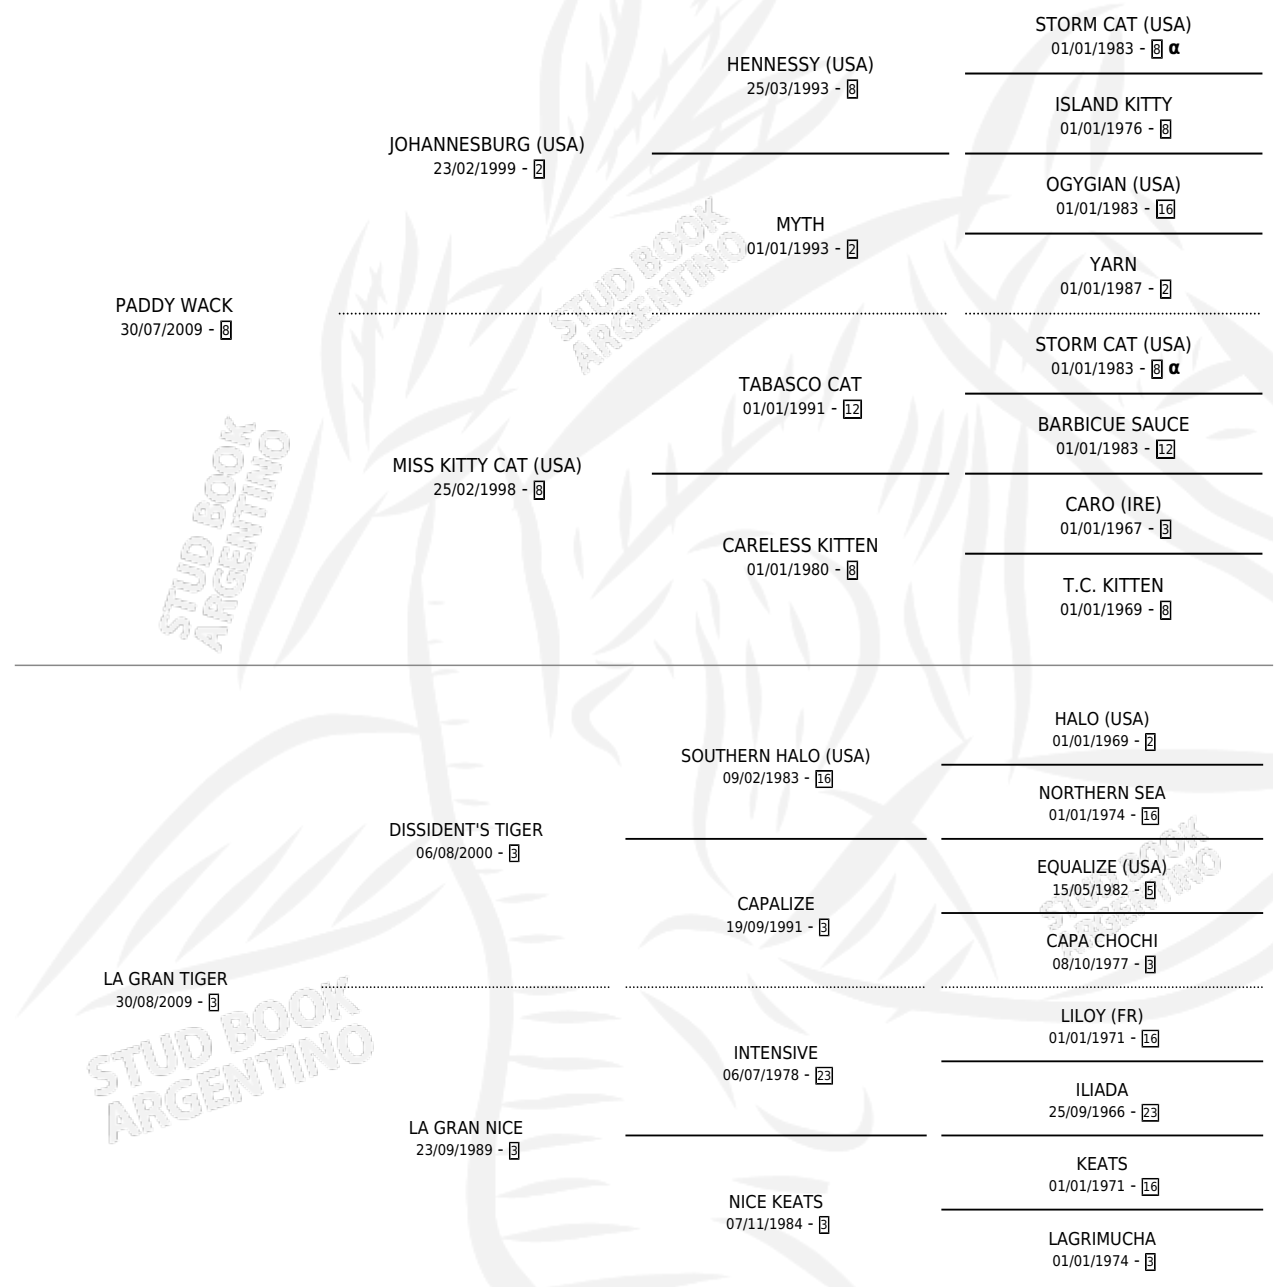 STORM CAT (USA)
01/01/1983 - 8 α
HENNESSY (USA)
25/03/1993 - 8
ISLAND KITTY
01/01/1976 - 8
JOHANNESBURG (USA)
23/02/1999 - 2
OGYGIAN (USA)
01/01/1983 - 16
MYTH
01/01/1993 - 2
YARN
01/01/1987 - 2
PADDY WACK
30/07/2009 - 8
STORM CAT (USA)
01/01/1983 - 8 α
TABASCO CAT
01/01/1991 - 12
BARBICUE SAUCE
01/01/1983 - 12
MISS KITTY CAT (USA)
25/02/1998 - 8
CARO (IRE)
01/01/1967 - 3
CARELESS KITTEN
01/01/1980 - 8
T.C. KITTEN
01/01/1969 - 8
HALO (USA)
01/01/1969 - 2
SOUTHERN HALO (USA)
09/02/1983 - 16
NORTHERN SEA
01/01/1974 - 16
DISSIDENT'S TIGER
06/08/2000 - 3
EQUALIZE (USA)
15/05/1982 - 5
CAPALIZE
19/09/1991 - 3
CAPA CHOCHI
08/10/1977 - 3
LA GRAN TIGER
30/08/2009 - 3
LILOY (FR)
01/01/1971 - 16
INTENSIVE
06/07/1978 - 23
ILIADA
25/09/1966 - 23
LA GRAN NICE
23/09/1989 - 3
KEATS
01/01/1971 - 16
NICE KEATS
07/11/1984 - 3
LAGRIMUCHA
01/01/1974 - 3
STUD BOOK
ARGENTINO
STUD BOOK
ARGENTINO
STUD BOOK
ARGENTINO
STUD BOOK
ARGENTINO